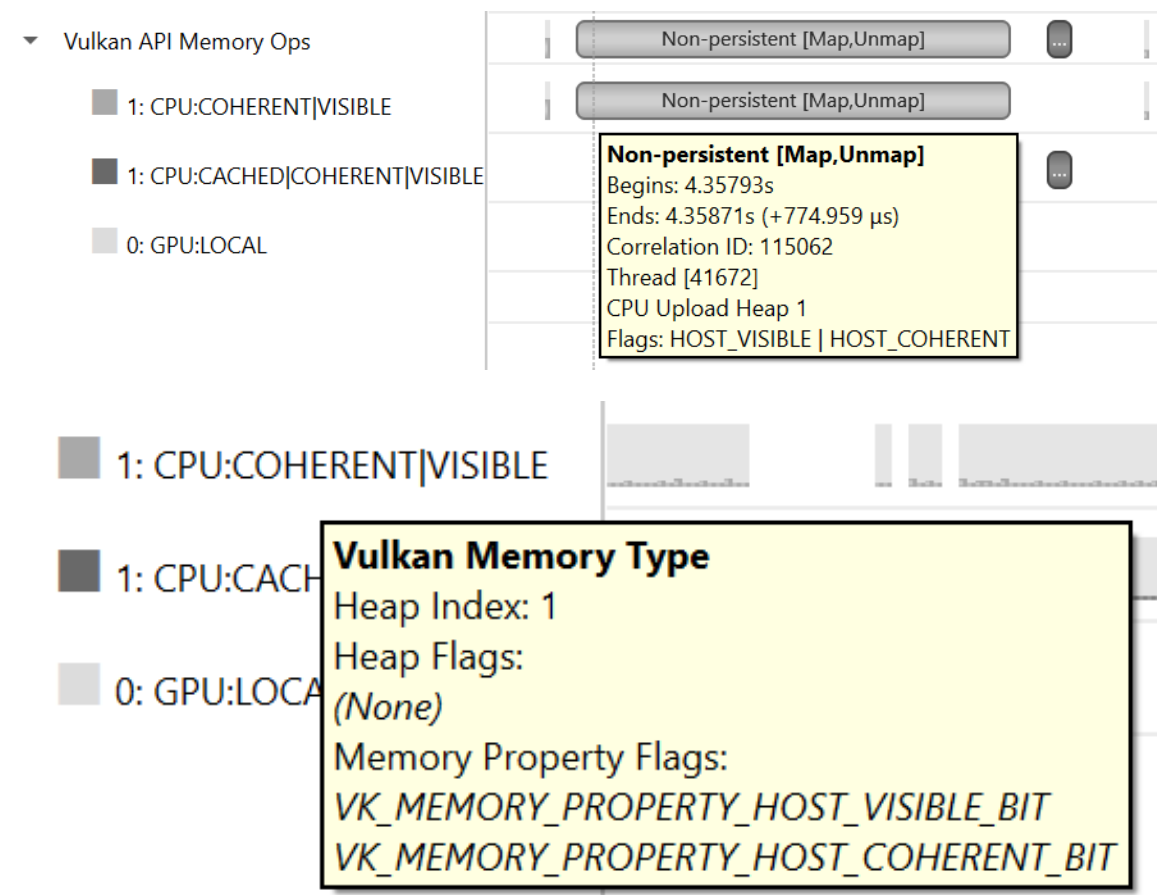 Vulkan API Memory Ops
Non-persistent [Map,Unmap]
...
1: CPU:COHERENT|VISIBLE
Non-persistent [Map,Unmap]
1: CPU:CACHED|COHERENT|VISIBLE
...
0: GPU:LOCAL
Non-persistent [Map,Unmap]
Begins: 4.35793s
Ends: 4.35871s (+774.959 μs)
Correlation ID: 115062
Thread [41672]
CPU Upload Heap 1
Flags: HOST_VISIBLE | HOST_COHERENT
1: CPU:COHERENT|VISIBLE
1: CPU:CACH
0: GPU:LOCA
Vulkan Memory Type
Heap Index: 1
Heap Flags:
(None)
Memory Property Flags:
VK_MEMORY_PROPERTY_HOST_VISIBLE_BIT
VK_MEMORY_PROPERTY_HOST_COHERENT_BIT